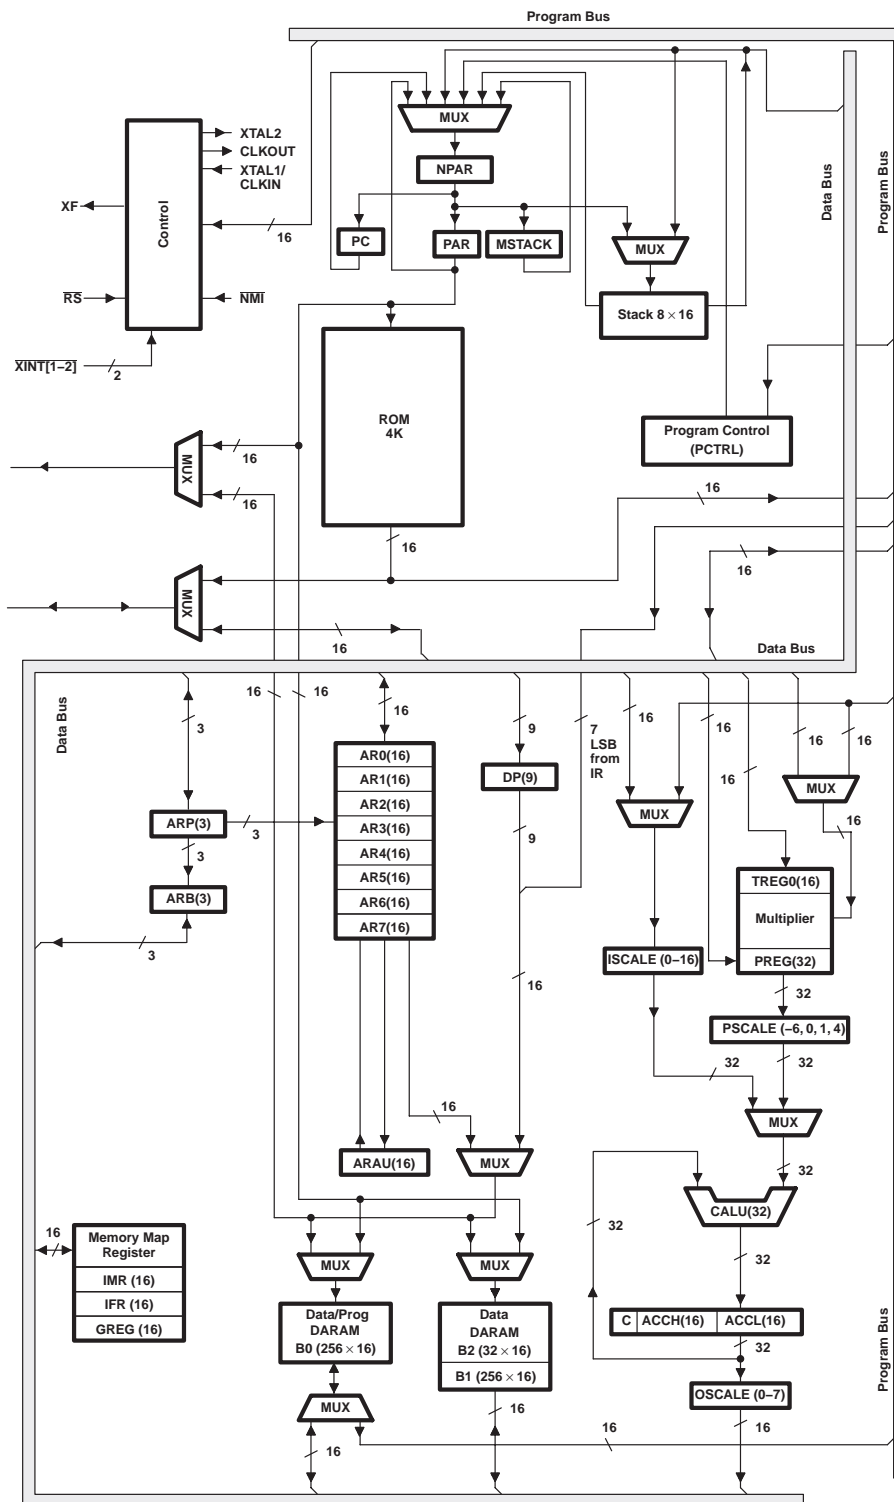 Program Bus
MUX
XTAL2
CLKOUT
XTAL1/
CLKIN
NPAR
Control
XF
16
PC
PAR
MSTACK
MUX
Data Bus
Program Bus
RS
NMI
Stack 8 × 16
XINT[1–2]
2
ROM
4K
Program Control
(PCTRL)
MUX
16
16
16
16
16
MUX
16
Data Bus
Data Bus
16
16
3
16
9
7
LSB
from
IR
16
16
16
16
16
AR0(16)
AR1(16)
AR2(16)
AR3(16)
AR4(16)
AR5(16)
AR6(16)
AR7(16)
DP(9)
MUX
MUX
ARP(3)
3
9
16
3
ARB(3)
TREG0(16)
Multiplier
PREG(32)
3
ISCALE (0–16)
16
32
PSCALE (–6, 0, 1, 4)
32
32
16
MUX
ARAU(16)
MUX
32
CALU(32)
32
16
Memory Map
Register
IMR (16)
IFR (16)
GREG (16)
MUX
MUX
32
Data/Prog
DARAM
B0 (256 × 16)
Data
DARAM
B2 (32 × 16)
B1 (256 × 16)
C
ACCH(16)
ACCL(16)
32
Program Bus
OSCALE (0–7)
MUX
16
16
16
16